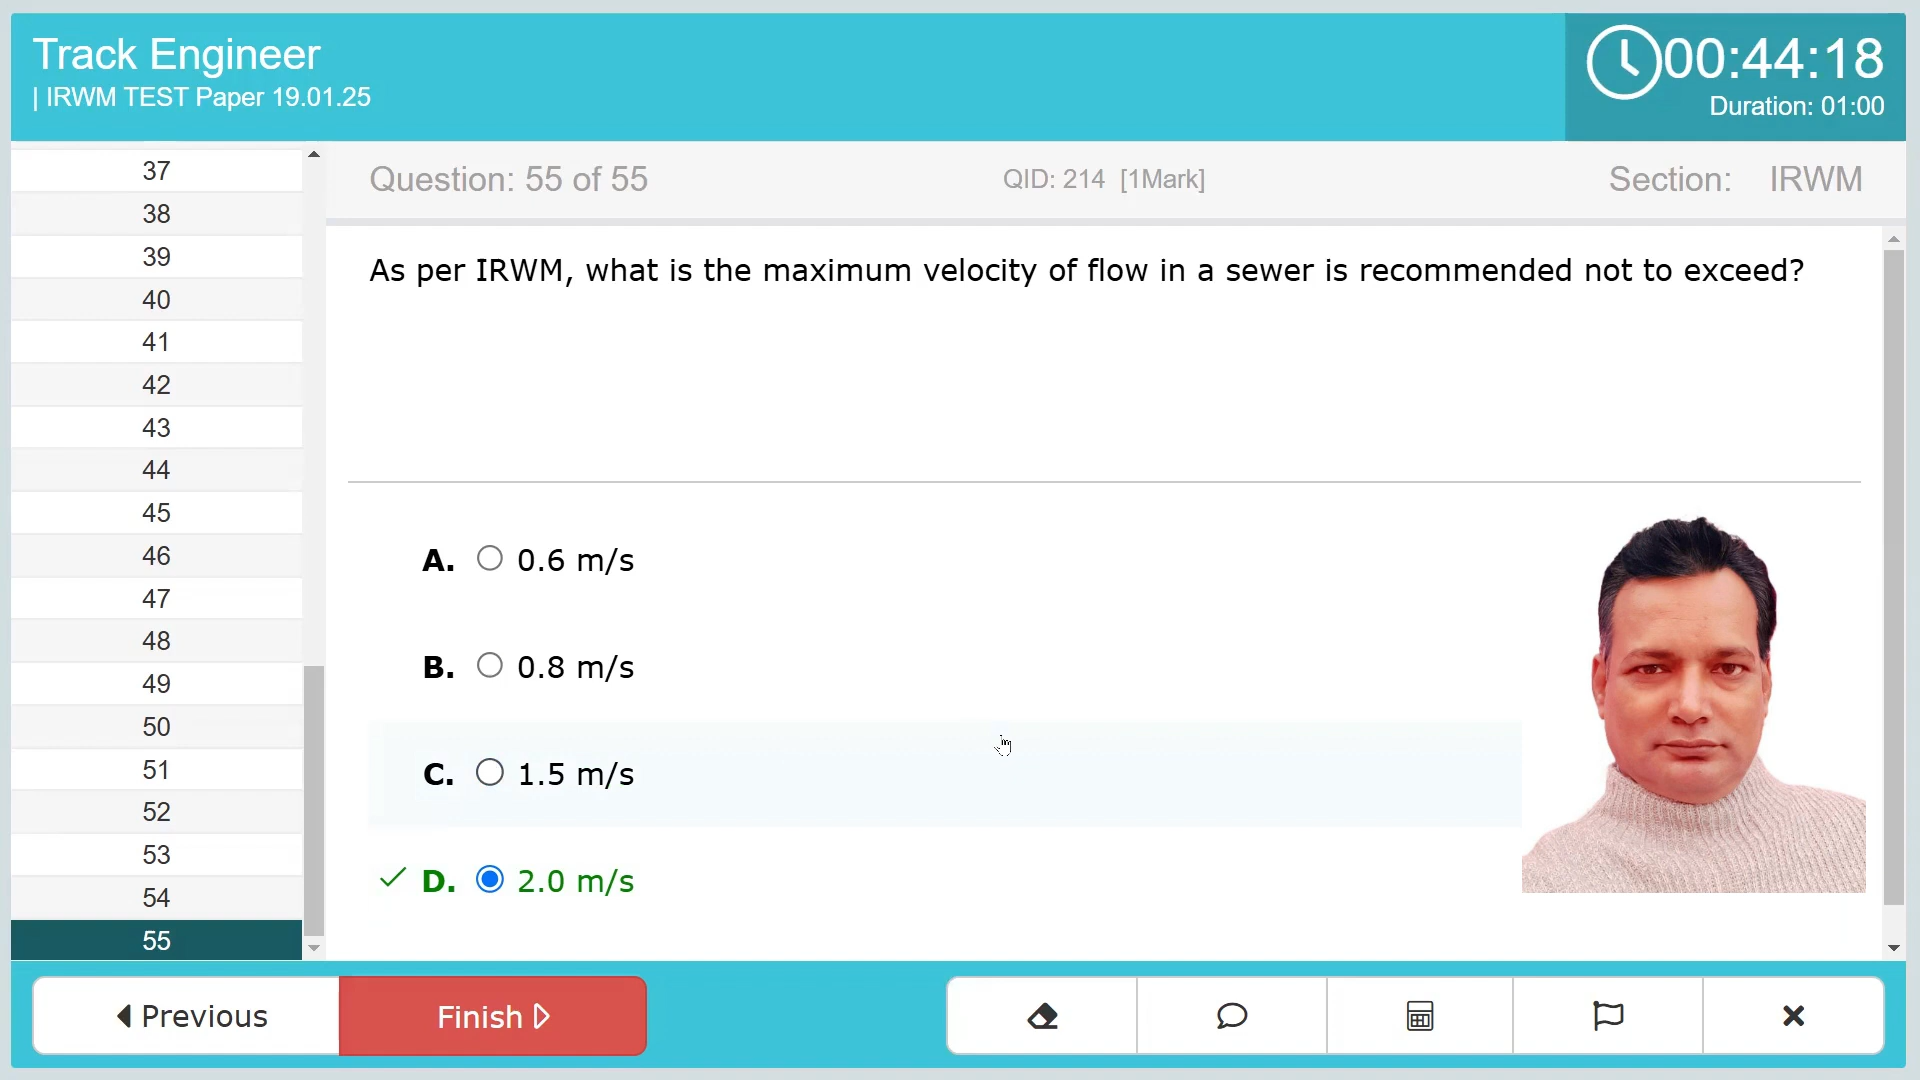 Track Engineer
| IRWM TEST Paper 19.01.25
00:44:18
Duration: 01:00
37
38
39
40
41
42
43
44
45
46
47
48
49
50
51
52
53
54
55
Question: 55 of 55
QID: 214 [1Mark]
Section: IRWM
As per IRWM, what is the maximum velocity of flow in a sewer is recommended not to exceed?
A. 0.6 m/s
B. 0.8 m/s
C. 1.5 m/s
D. 2.0 m/s
Previous
Finish